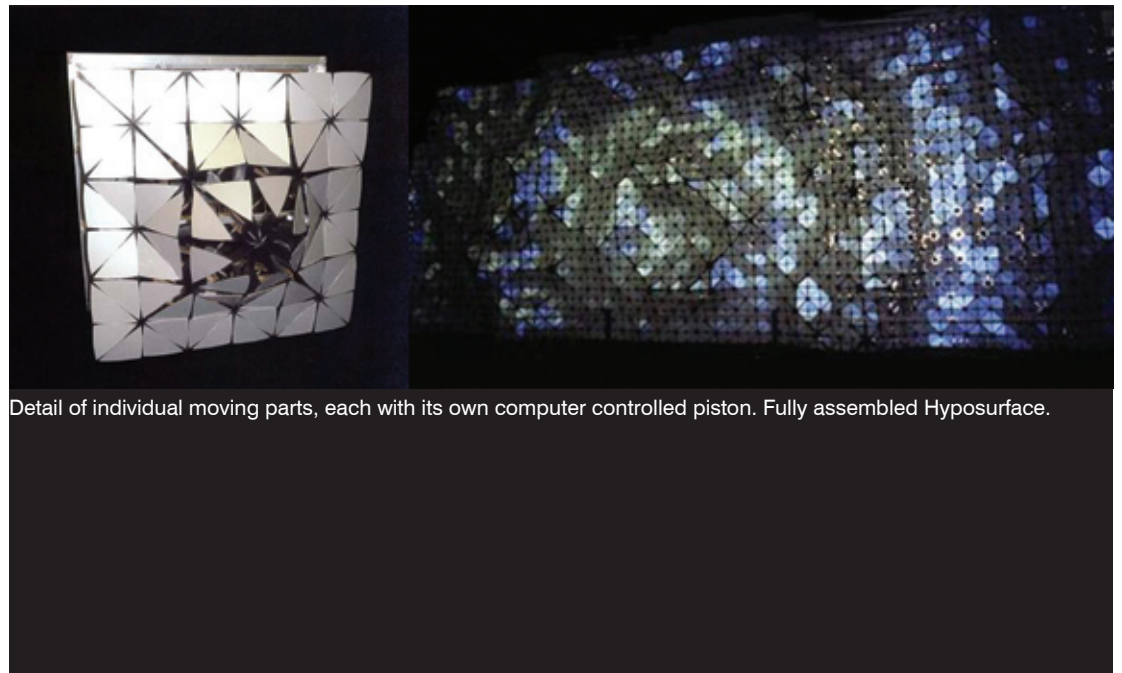 Detail of individual moving parts, each with its own computer controlled piston. Fully assembled Hyposurface.